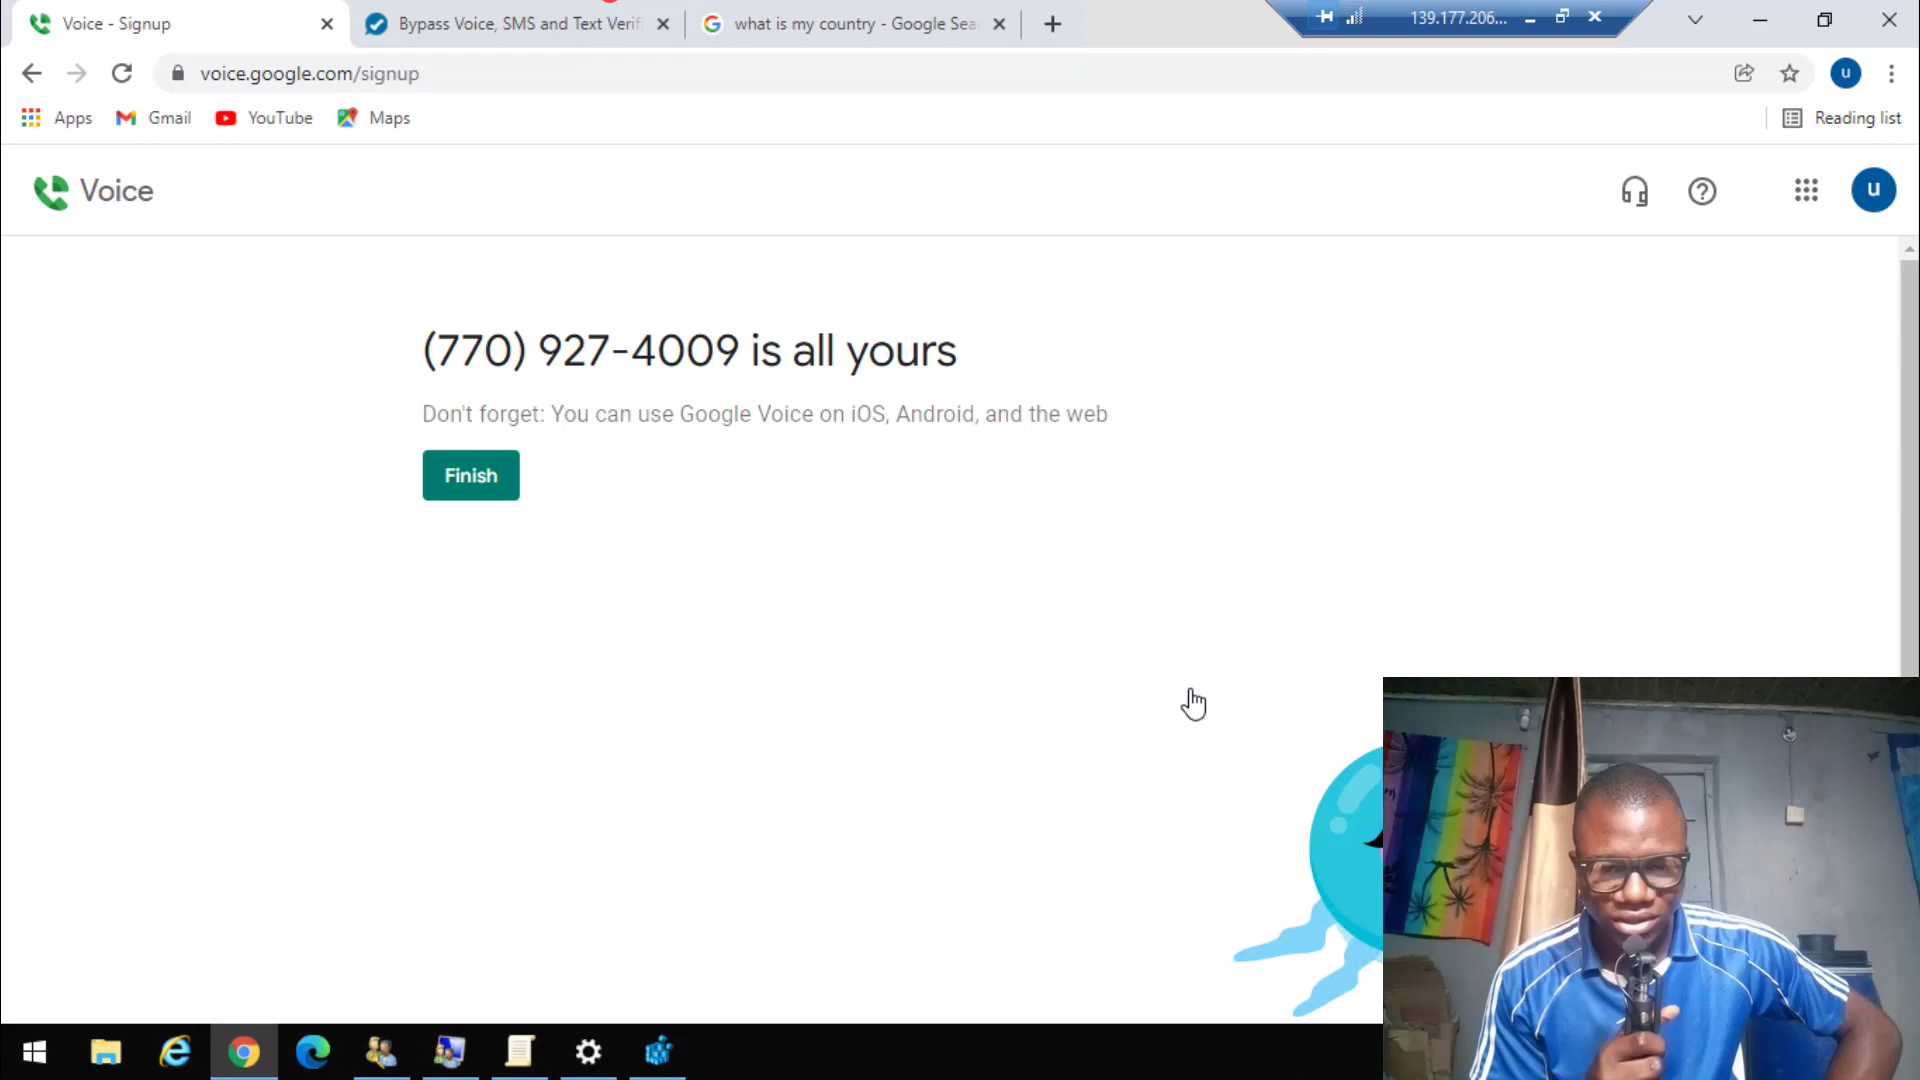 Voice - Signup
Bypass Voice, SMS and Text Verif
what is my country - Google Sea
139.177.206...
voice.google.com/signup
u
Apps
Gmail
YouTube
Maps
Reading list
Voice
u
(770) 927-4009 is all yours
Don't forget: You can use Google Voice on iOS, Android, and the web
Finish